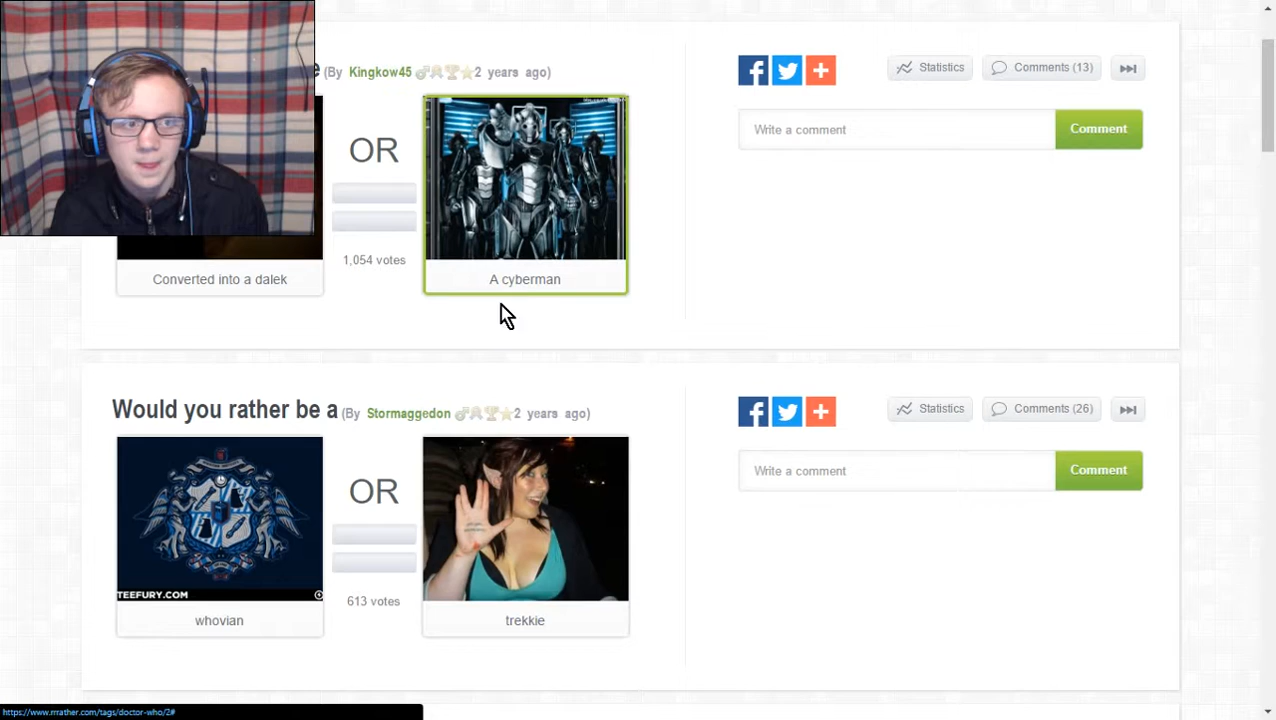 e (By Kingkow45 2 years ago)
Statistics
Comments (13)
Write a comment
Comment
OR
1,054 votes
Converted into a dalek
A cyberman
Would you rather be a (By Stormaggedon 2 years ago)
Statistics
Comments (26)
Write a comment
Comment
OR
613 votes
TEEFURY.COM
whovian
trekkie
https://www.rrrather.com/tags/doctor-who/2#